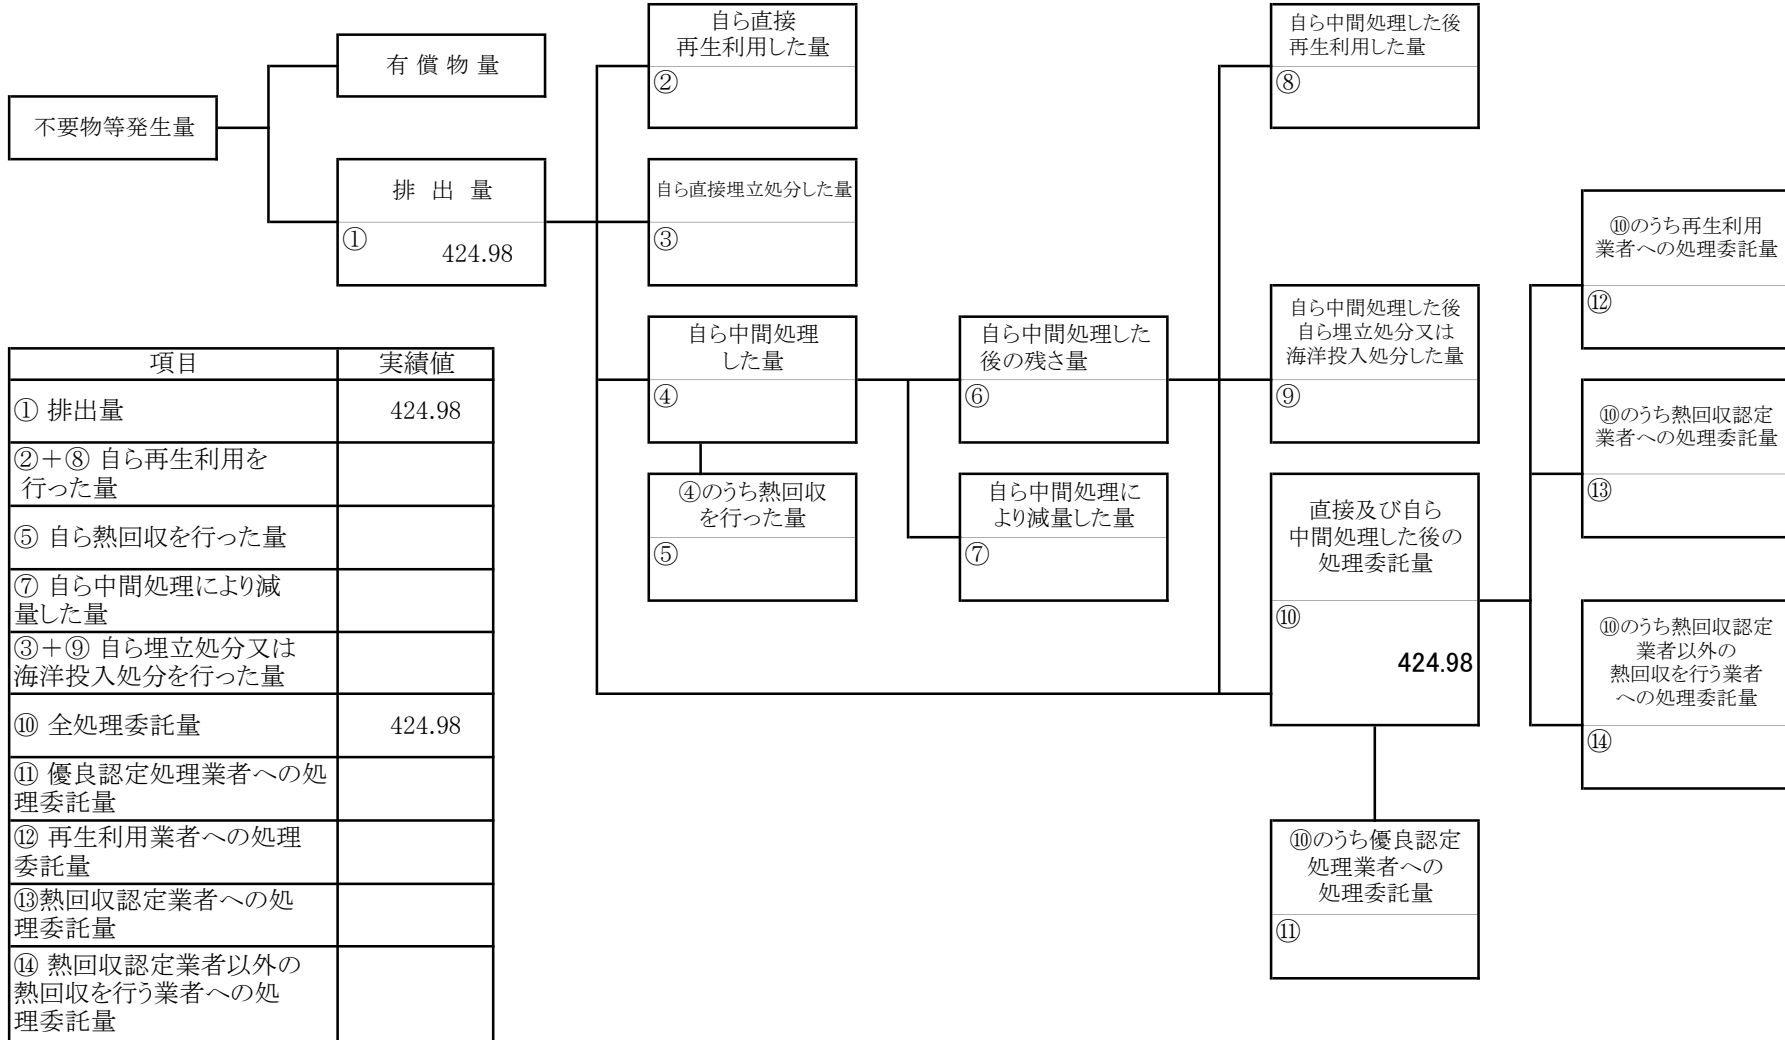 不要物等発生量
有 償 物 量
排 出 量
①
424.98
自ら直接
再生利用した量
②
自ら直接埋立処分した量
③
自ら中間処理
した量
④
④のうち熱回収
を行った量
⑤
自ら中間処理した
後の残さ量
⑥
自ら中間処理に
より減量した量
⑦
自ら中間処理した後
再生利用した量
⑧
自ら中間処理した後
自ら埋立処分又は
海洋投入処分した量
⑨
直接及び自ら
中間処理した後の
処理委託量
⑩
424.98
⑩のうち優良認定
処理業者への
処理委託量
⑪
⑩のうち再生利用
業者への処理委託量
⑫
⑩のうち熱回収認定
業者への処理委託量
⑬
⑩のうち熱回収認定
業者以外の
熱回収を行う業者
への処理委託量
⑭
項目 実績値
① 排出量 424.98
②+⑧ 自ら再生利用を
行った量
⑤ 自ら熱回収を行った量
⑦ 自ら中間処理により減
量した量
③+⑨ 自ら埋立処分又は
海洋投入処分を行った量
⑩ 全処理委託量 424.98
⑪ 優良認定処理業者への処
理委託量
⑫ 再生利用業者への処理
委託量
⑬熱回収認定業者への処
理委託量
⑭ 熱回収認定業者以外の
熱回収を行う業者への処
理委託量